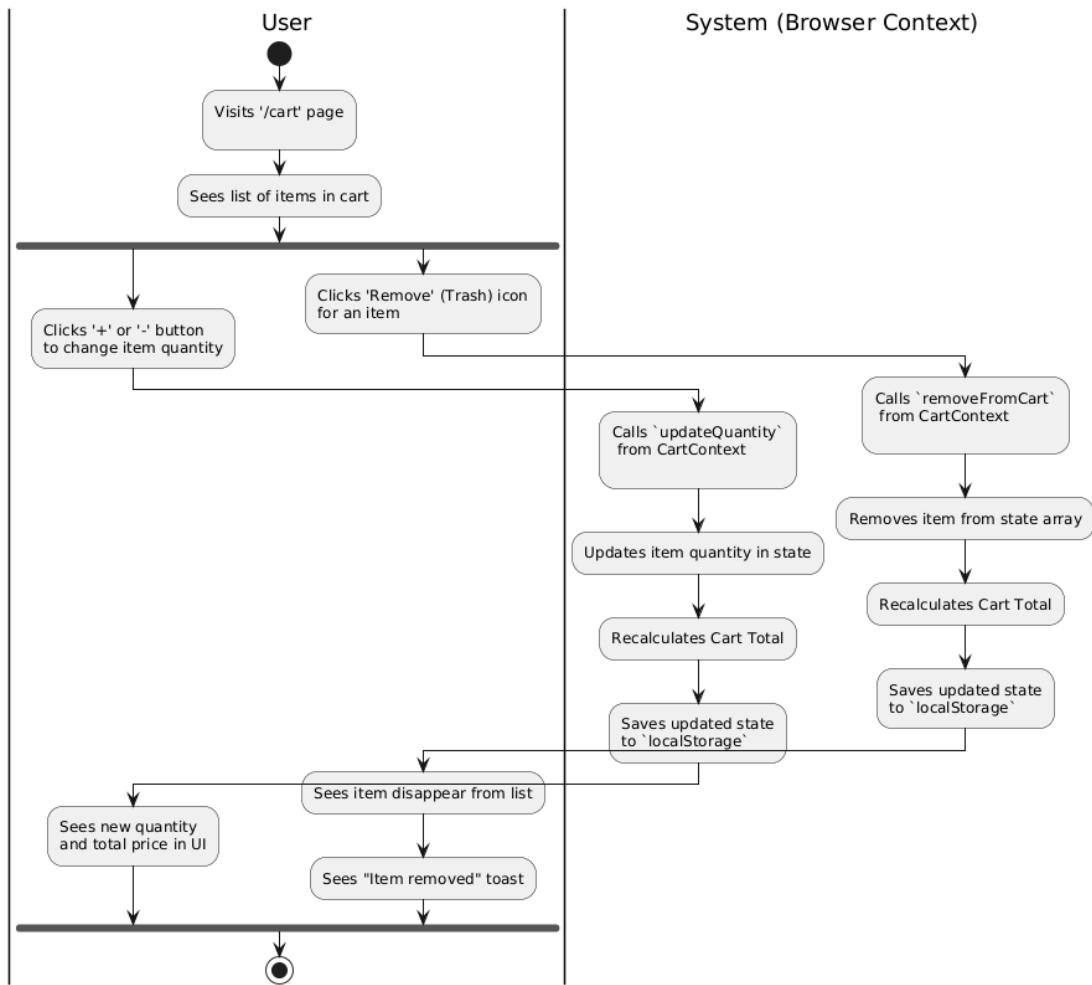 User
System (Browser Context)
Visits '/cart' page
Sees list of items in cart
Clicks '+' or '-' button
to change item quantity
Clicks 'Remove' (Trash) icon
for an item
Calls `updateQuantity`
from CartContext
Updates item quantity in state
Recalculates Cart Total
Saves updated state
to `localStorage`
Calls `removeFromCart`
from CartContext
Removes item from state array
Recalculates Cart Total
Saves updated state
to `localStorage`
Sees new quantity
and total price in UI
Sees item disappear from list
Sees "Item removed" toast